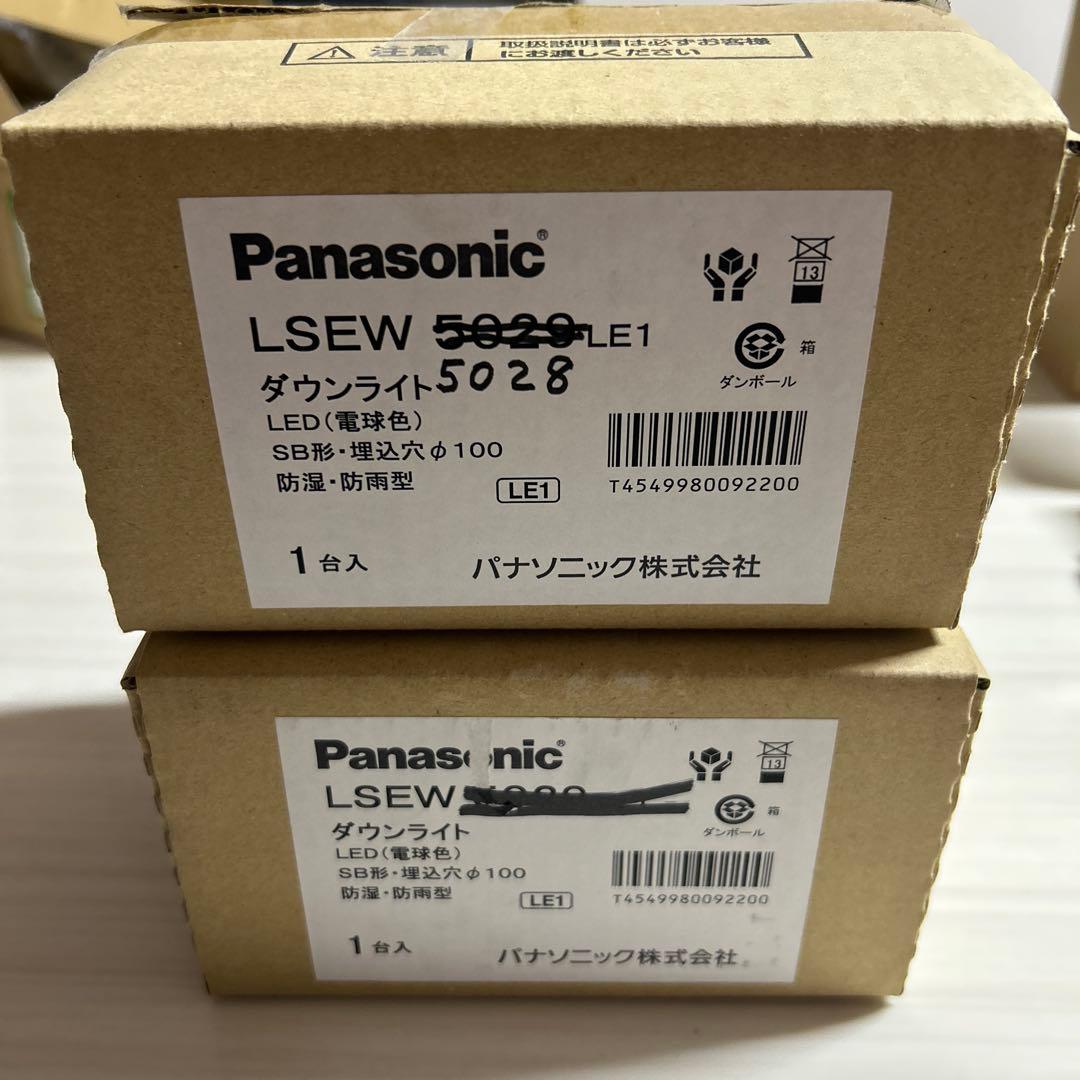 注意 取扱説明書は必ずお客様
にお渡しください
Panasonic®
LSEW 5029 LE1
ダウンライト 5028
LED(電球色)
SB形・埋込穴φ100
防湿・防雨型
LE1
1台入
パナソニック株式会社
13
箱
ダンボール
T4549980092200
Panasonic®
LSEW
ダウンライト
LED(電球色)
SB形・埋込穴φ100
防湿・防雨型
LE1
1台入
パナソニック株式会社
13
箱
ダンボール
T4549980092200